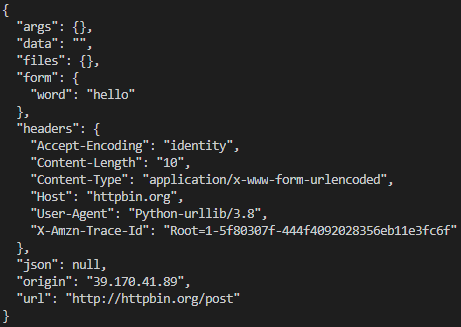 {
  "args": {},
  "data": "",
  "files": {},
  "form": {
    "word": "hello"
  },
  "headers": {
    "Accept-Encoding": "identity",
    "Content-Length": "10",
    "Content-Type": "application/x-www-form-urlencoded",
    "Host": "httpbin.org",
    "User-Agent": "Python-urllib/3.8",
    "X-Amzn-Trace-Id": "Root=1-5f80307f-444f4092028356eb11e3fc6f"
  },
  "json": null,
  "origin": "39.170.41.89",
  "url": "http://httpbin.org/post"
}